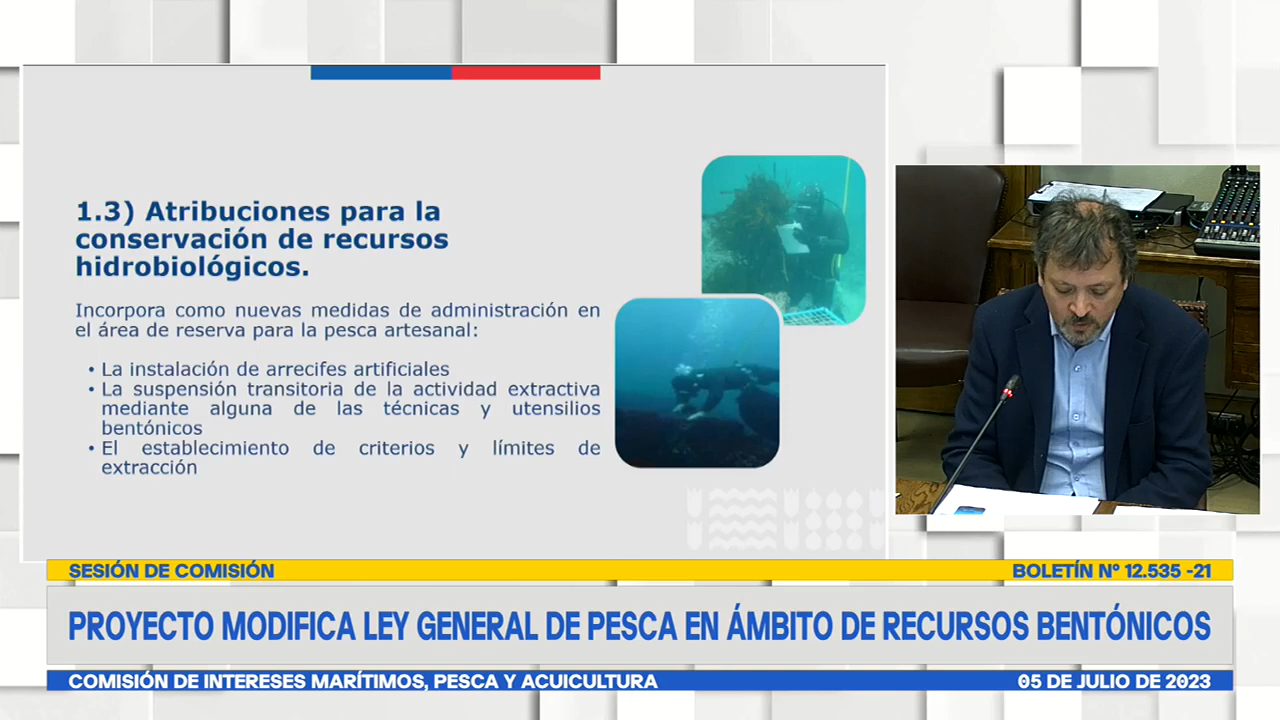 1.3) Atribuciones para la
conservación de recursos
hidrobiológicos.
Incorpora como nuevas medidas de administración en
el área de reserva para la pesca artesanal:
• La instalación de arrecifes artificiales
• La suspensión transitoria de la actividad extractiva
mediante alguna de las técnicas y utensilios
bentónicos
• El establecimiento de criterios y límites de
extracción
SESIÓN DE COMISIÓN
BOLETÍN Nº 12.535 -21
PROYECTO MODIFICA LEY GENERAL DE PESCA EN ÁMBITO DE RECURSOS BENTÓNICOS
COMISIÓN DE INTERESES MARÍTIMOS, PESCA Y ACUICULTURA
05 DE JULIO DE 2023